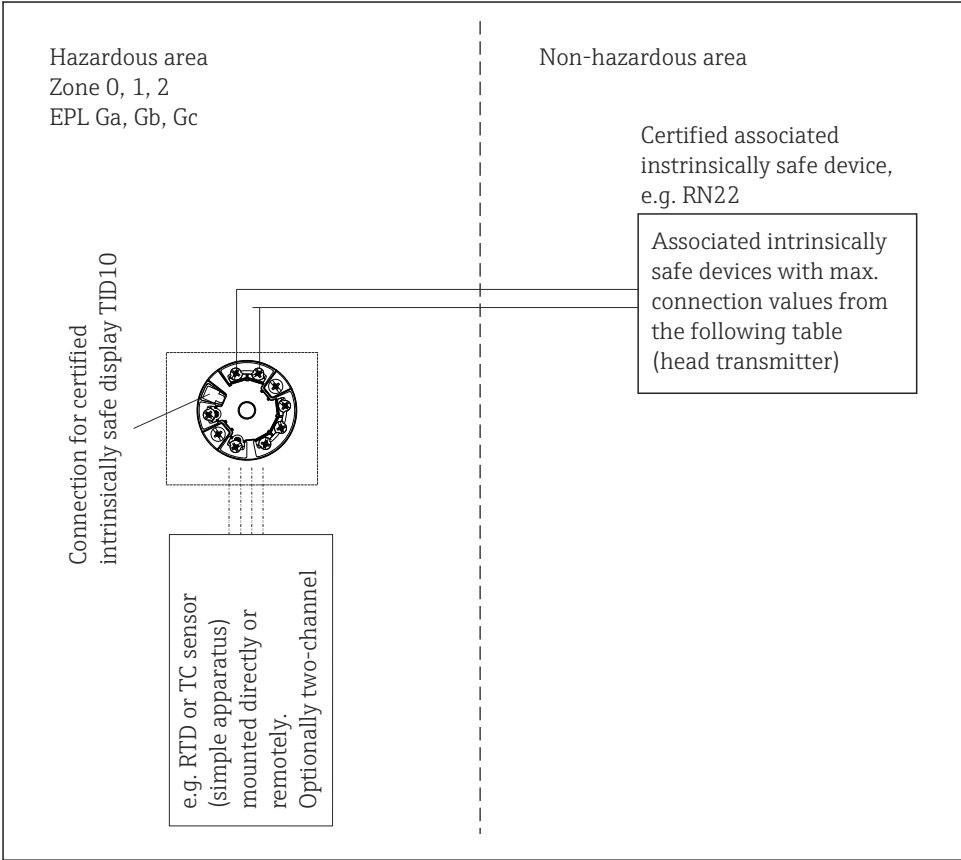 Hazardous area
Zone 0, 1, 2
EPL Ga, Gb, Gc
Non-hazardous area
Certified associated
instrinsically safe device,
e.g. RN22
Associated intrinsically
safe devices with max.
connection values from
the following table
(head transmitter)
Connection for certified
intrinsically safe display TID10
e.g. RTD or TC sensor
(simple apparatus)
mounted directly or
remotely.
Optionally two-channel